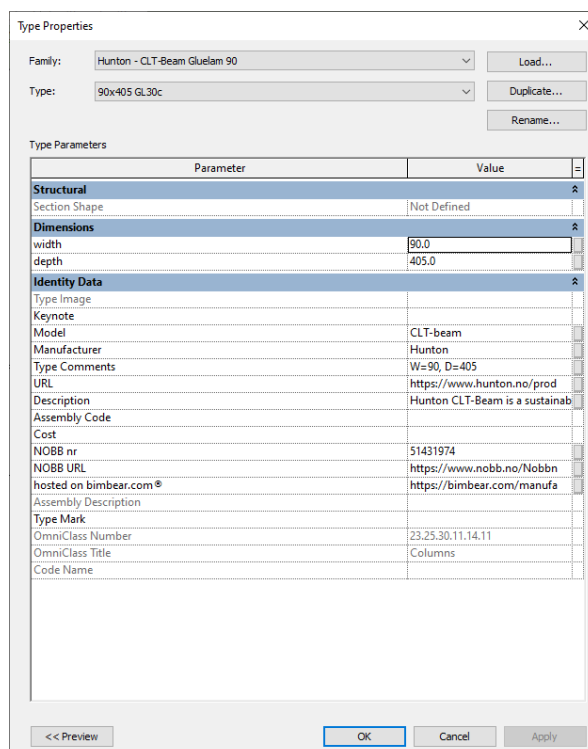 Type Properties
Family: Hunton - CLT-Beam Gluelam 90 Load...
Type: 90x405 GL30c Duplicate...
Rename...
Type Parameters
Parameter Value =
Structural
Section Shape Not Defined
Dimensions
width 90.0
depth 405.0
Identity Data
Type Image
Keynote
Model CLT-beam
Manufacturer Hunton
Type Comments W=90, D=405
URL https://www.hunton.no/prod
Description Hunton CLT-Beam is a sustainab
Assembly Code
Cost
NOBB nr 51431974
NOBB URL https://www.nobb.no/Nobbn
hosted on bimbear.com® https://bimbear.com/manufa
Assembly Description
Type Mark
OmniClass Number 23.25.30.11.14.11
OmniClass Title Columns
Code Name
<< Preview OK Cancel Apply